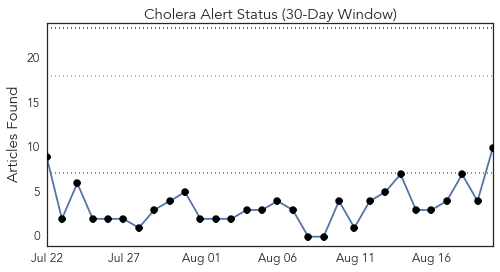 Cholera Alert Status (30-Day Window)
Articles Found
20
15
10
5
0
Jul 22 Jul 27 Aug 01 Aug 06 Aug 11 Aug 16